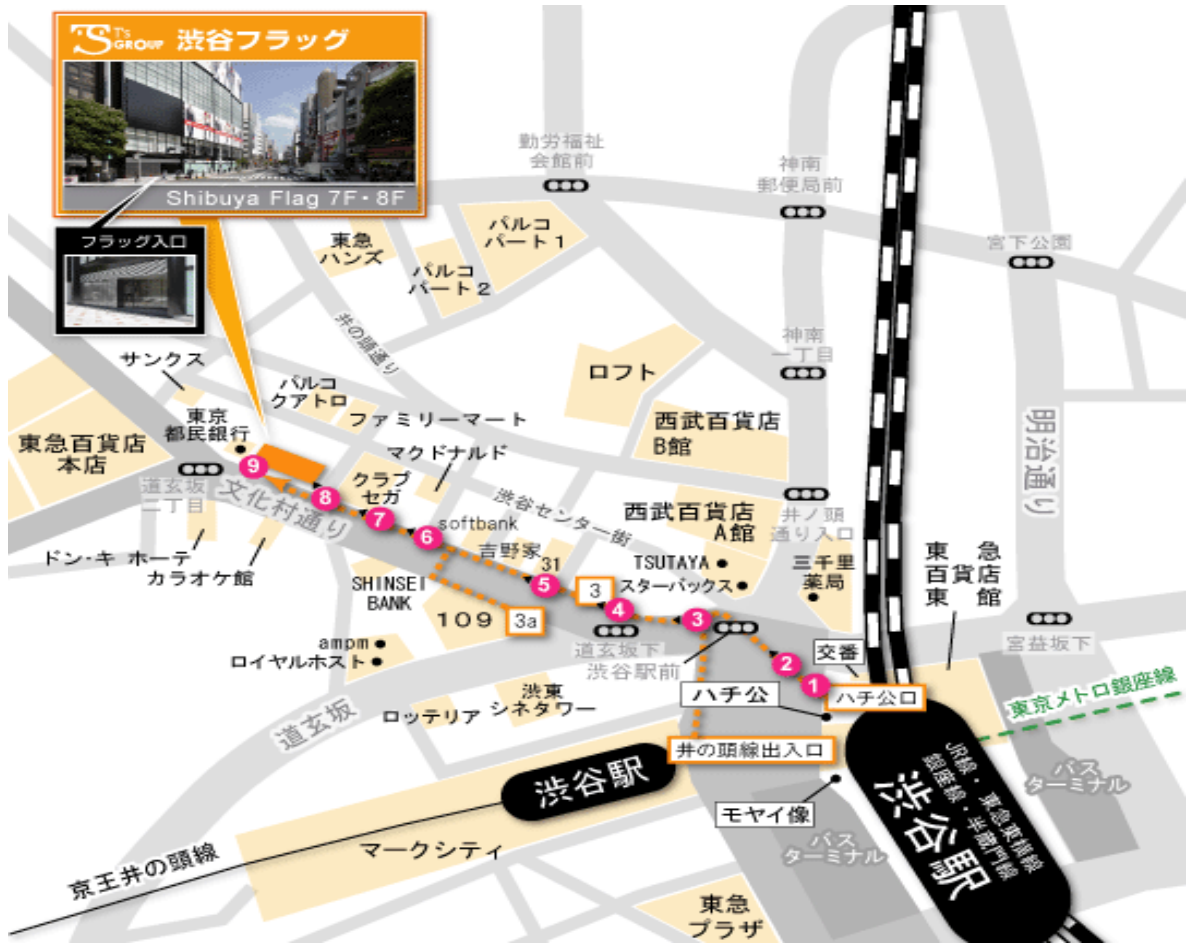 T's
TS GROUP 渋谷フラッグ
Shibuya Flag 7F・8F
フラッグ入口
勤労福祉
会館前
神南
郵便局前
宮下公園
東急
ハンズ
パルコ
パート1
パルコ
パート2
井の頭通り
神南
一丁目
サンクス
パルコ
クアトロ
ファミリーマート
ロフト
西武百貨店
B館
明治通り
東急百貨店
本店
東京
都民銀行
マクドナルド
クラブ
セガ
道玄坂
二丁目
文化村通り
softbank
渋谷センター街
西武百貨店
A館
井ノ頭
通り入口
9
8
7
6
5
4
3
2
1
吉野家
31
TSUTAYA
スターバックス
三千里
薬局
東急
百貨店
東館
ドン・キ ホーテ
カラオケ館
SHINSEI
BANK
109
3a
3
道玄坂下
渋谷駅前
交番
宮益坂下
ampm
ロイヤルホスト
ハチ公
ハチ公口
東京メトロ銀座線
道玄坂
ロッテリア
渋東
シネタワー
井の頭線出入口
渋谷駅
モヤイ像
バス
ターミナル
JR線・東急東横線
銀座線・半蔵門線
渋谷駅
バス
ターミナル
京王井の頭線
マークシティ
東急
プラザ